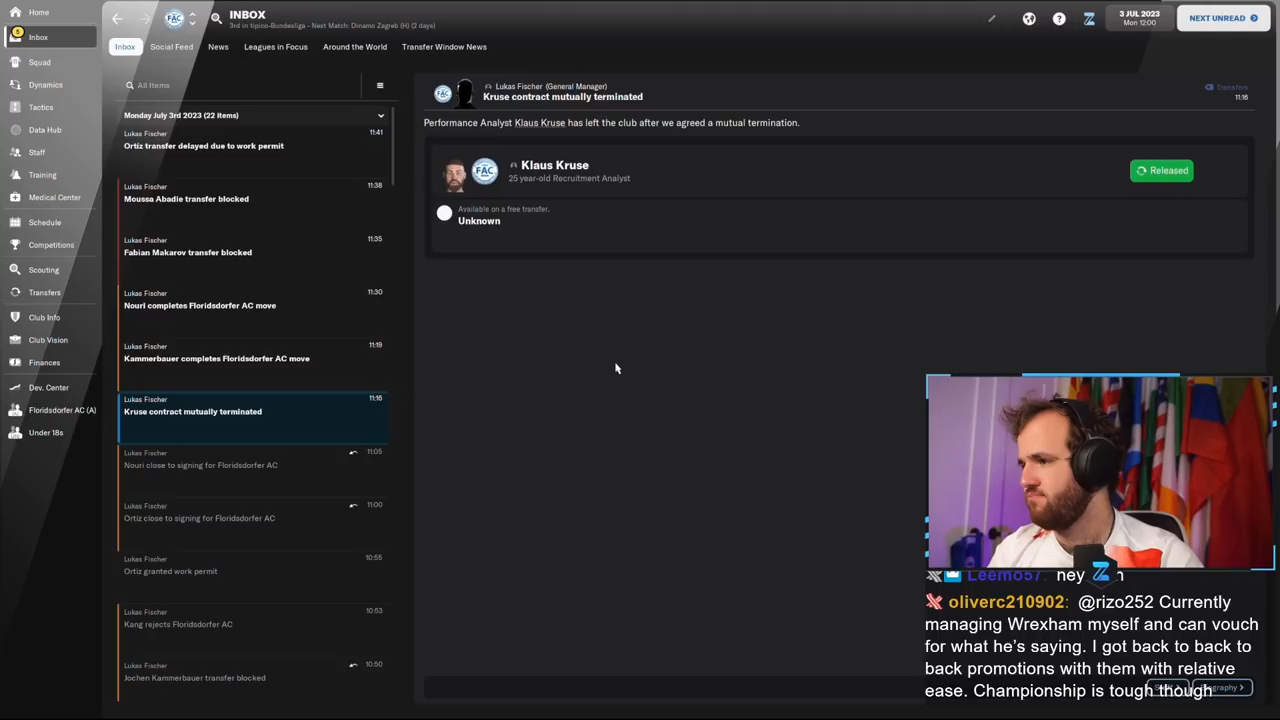 Home
Inbox
5
Squad
Dynamics
Tactics
Data Hub
Staff
Training
Medical Center
Schedule
Competitions
Scouting
Transfers
Club Info
Club Vision
Finances
Dev. Center
Floridsdorfer AC (A)
Under 18s
FAC
INBOX
3rd in tipico-Bundesliga - Next Match: Dinamo Zagreb (H) (2 days)
3 JUL 2023
Mon 12:00
NEXT UNREAD
Inbox
Social Feed
News
Leagues in Focus
Around the World
Transfer Window News
All Items
Monday July 3rd 2023 (22 items)
Lukas Fischer 11:41
Ortiz transfer delayed due to work permit
Lukas Fischer 11:38
Moussa Abadie transfer blocked
Lukas Fischer 11:35
Fabian Makarov transfer blocked
Lukas Fischer 11:30
Nouri completes Floridsdorfer AC move
Lukas Fischer 11:19
Kammerbauer completes Floridsdorfer AC move
Lukas Fischer 11:16
Kruse contract mutually terminated
Lukas Fischer 11:05
Nouri close to signing for Floridsdorfer AC
Lukas Fischer 11:00
Ortiz close to signing for Floridsdorfer AC
Lukas Fischer 10:55
Ortiz granted work permit
Lukas Fischer 10:53
Kang rejects Floridsdorfer AC
Lukas Fischer 10:50
Jochen Kammerbauer transfer blocked
FAC
Lukas Fischer (General Manager)
Kruse contract mutually terminated
Transfers
11:16
Performance Analyst Klaus Kruse has left the club after we agreed a mutual termination.
FAC
Klaus Kruse
25 year-old Recruitment Analyst
Released
Available on a free transfer.
Unknown
Leemo57: hey
oliverc210902: @rizo252 Currently
managing Wrexham myself and can vouch
for what he's saying. I got back to back to
back promotions with them with relative
ease. Championship is tough though